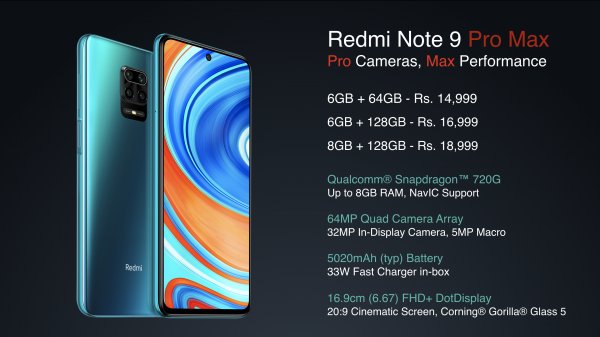 Redmi Note 9 Pro Max
Pro Cameras, Max Performance
6GB + 64GB - Rs. 14,999
6GB + 128GB - Rs. 16,999
8GB + 128GB - Rs. 18,999
Qualcomm® Snapdragon™ 720G
Up to 8GB RAM, NavIC Support
64MP Quad Camera Array
32MP In-Display Camera, 5MP Macro
5020mAh (typ) Battery
33W Fast Charger in-box
16.9cm (6.67) FHD+ DotDisplay
20:9 Cinematic Screen, Corning® Gorilla® Glass 5
Redmi